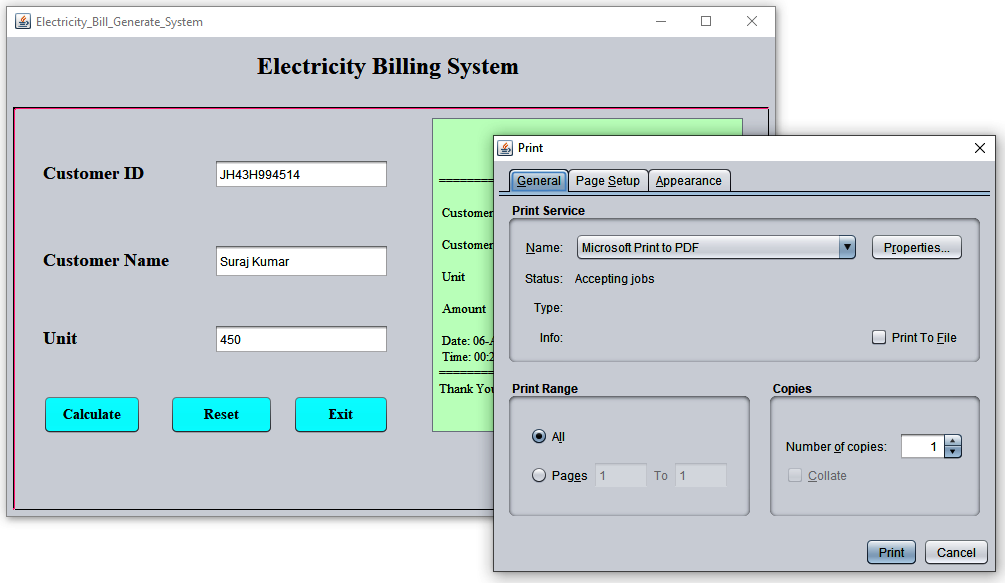 Electricity_Bill_Generate_System
Electricity Billing System
Customer ID
JH43H994514
Customer Name
Suraj Kumar
Unit
450
Calculate
Reset
Exit
Customer
Customer
Unit
Amount
Date: 06-
Time: 00:2
Thank You
Print
General
Page Setup
Appearance
Print Service
Name:
Microsoft Print to PDF
Properties...
Status:
Accepting jobs
Type:
Info:
Print To File
Print Range
All
Pages
1
To
1
Copies
Number of copies:
1
Collate
Print
Cancel